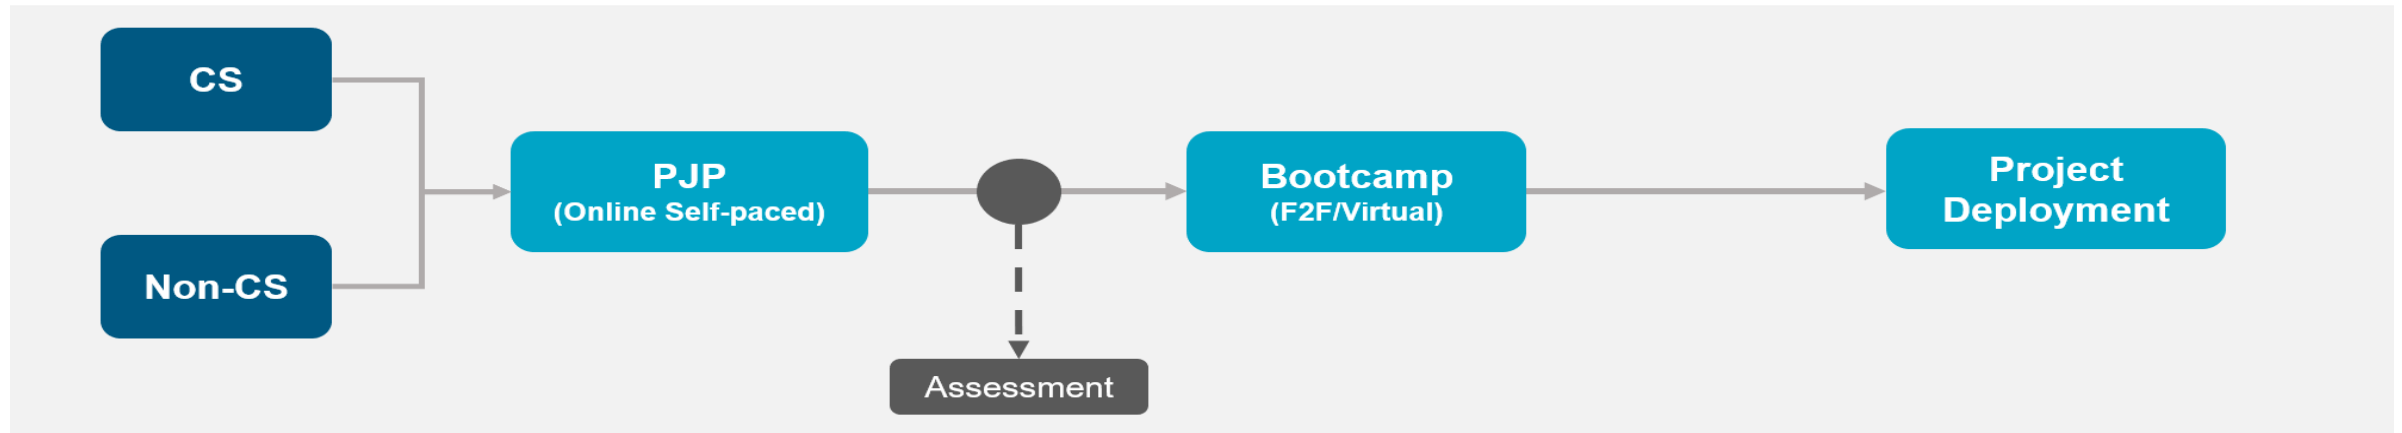 CS
Non-CS
PJP
(Online Self-paced)
Assessment
Bootcamp
(F2F/Virtual)
Project
Deployment